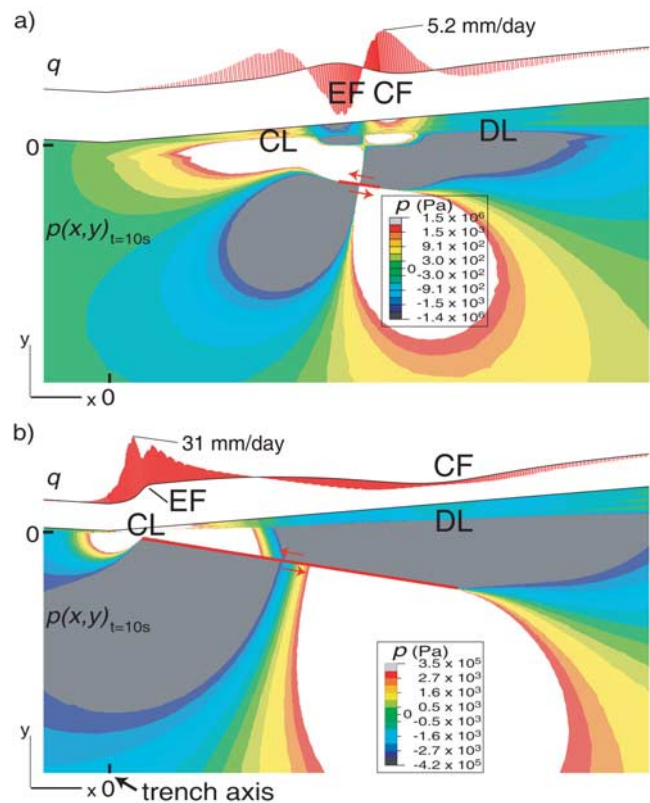 a)
5.2 mm/day
q
EF CF
CL DL
0
p(x,y)t=10s
p (Pa)
1.5 x 10⁶
1.5 x 10³
9.1 x 10²
3.0 x 10²
0
-3.0 x 10²
-9.1 x 10²
-1.5 x 10³
-1.4 x 10⁶
y
x 0
b)
31 mm/day
q
CF
EF
CL DL
0
p(x,y)t=10s
p (Pa)
3.5 x 10⁵
2.7 x 10³
1.6 x 10³
0.5 x 10³
0
-0.5 x 10³
-1.6 x 10³
-2.7 x 10³
-4.2 x 10⁵
y
x 0
trench axis